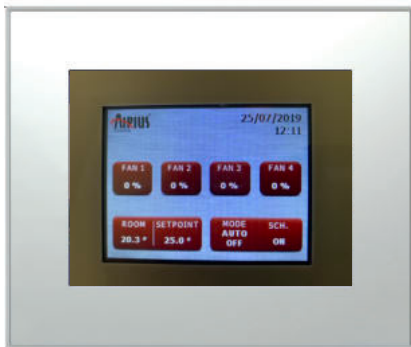 AIRIUS
25/07/2019
12:11
FAN 1 FAN 2 FAN 3 FAN 4
0 % 0 % 0 % 0 %
ROOM SETPOINT MODE SCH.
20.3 ° 25.0 ° AUTO OFF ON